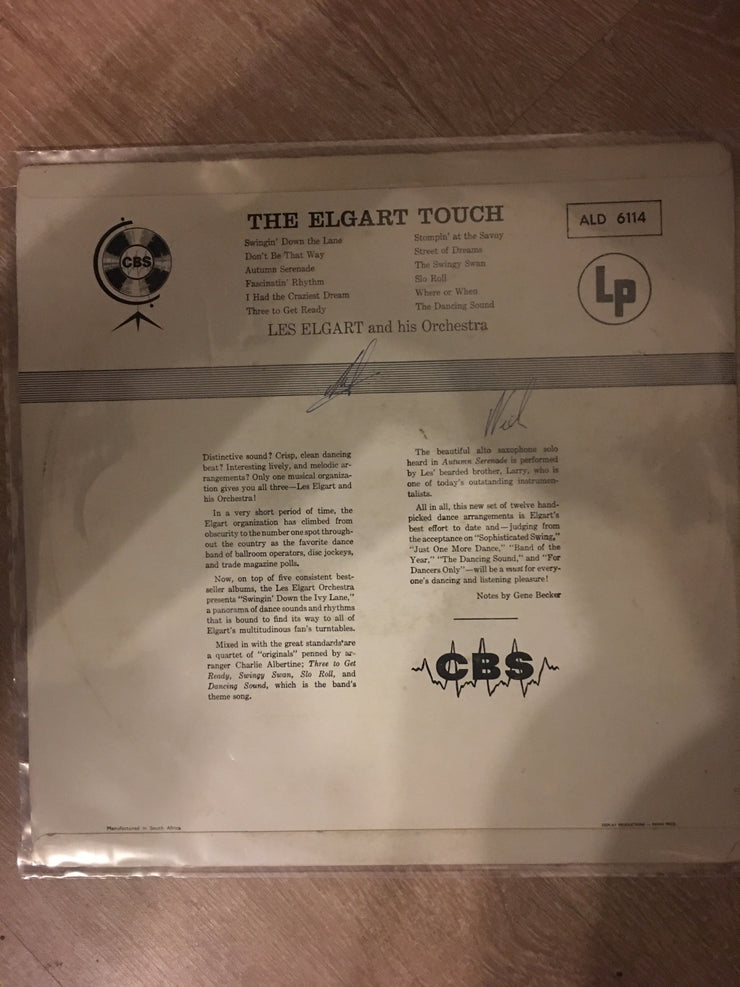 THE ELGART TOUCH
ALD 6114
CBS
Swingin' Down the Lane
Don't Be That Way
Autumn Serenade
Fascinatin' Rhythm
I Had the Craziest Dream
Three to Get Ready
Stompin' at the Savoy
Street of Dreams
The Swingy Swan
Slo Roll
Where or When
The Dancing Sound
Lp
LES ELGART and his Orchestra
Distinctive sound? Crisp, clean dancing
beat? Interesting lively, and melodic ar-
rangements? Only one musical organiza-
tion gives you all three—Les Elgart and
his Orchestra!
In a very short period of time, the
Elgart organization has climbed from
obscurity to the number one spot through-
out the country as the favorite dance
band of ballroom operators, disc jockeys,
and trade magazine polls.
Now, on top of five consistent best-
seller albums, the Les Elgart Orchestra
presents "Swingin' Down the Ivy Lane,"
a panorama of dance sounds and rhythms
that is bound to find its way to all of
Elgart's multitudinous fan's turntables.
Mixed in with the great standards are
a quartet of "originals" penned by ar-
ranger Charlie Albertine; Three to Get
Ready, Swingy Swan, Slo Roll, and
Dancing Sound, which is the band's
theme song.
The beautiful alto saxophone solo
heard in Autumn Serenade is performed
by Les' bearded brother, Larry, who is
one of today's outstanding instrumen-
talists.
All in all, this new set of twelve hand-
picked dance arrangements is Elgart's
best effort to date and—judging from
the acceptance on "Sophisticated Swing,"
"Just One More Dance," "Band of the
Year," "The Dancing Sound," and "For
Dancers Only"—will be a must for every-
one's dancing and listening pleasure!
Notes by Gene Becker
CBS
Manufactured in South Africa